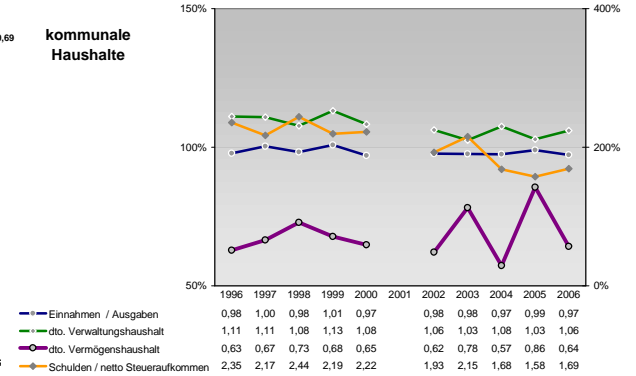 kommunale
Haushalte
0,69
150%
400%
100%
200%
50%
0%
1996 1997 1998 1999 2000 2001 2002 2003 2004 2005 2006
Einnahmen / Ausgaben 0,98 1,00 0,98 1,01 0,97 0,98 0,98 0,97 0,99 0,97
dto. Verwaltungshaushalt 1,11 1,11 1,08 1,13 1,08 1,06 1,03 1,08 1,03 1,06
dto. Vermögenshaushalt 0,63 0,67 0,73 0,68 0,65 0,62 0,78 0,57 0,86 0,64
Schulden / netto Steueraufkommen 2,35 2,17 2,44 2,19 2,22 1,93 2,15 1,68 1,58 1,69